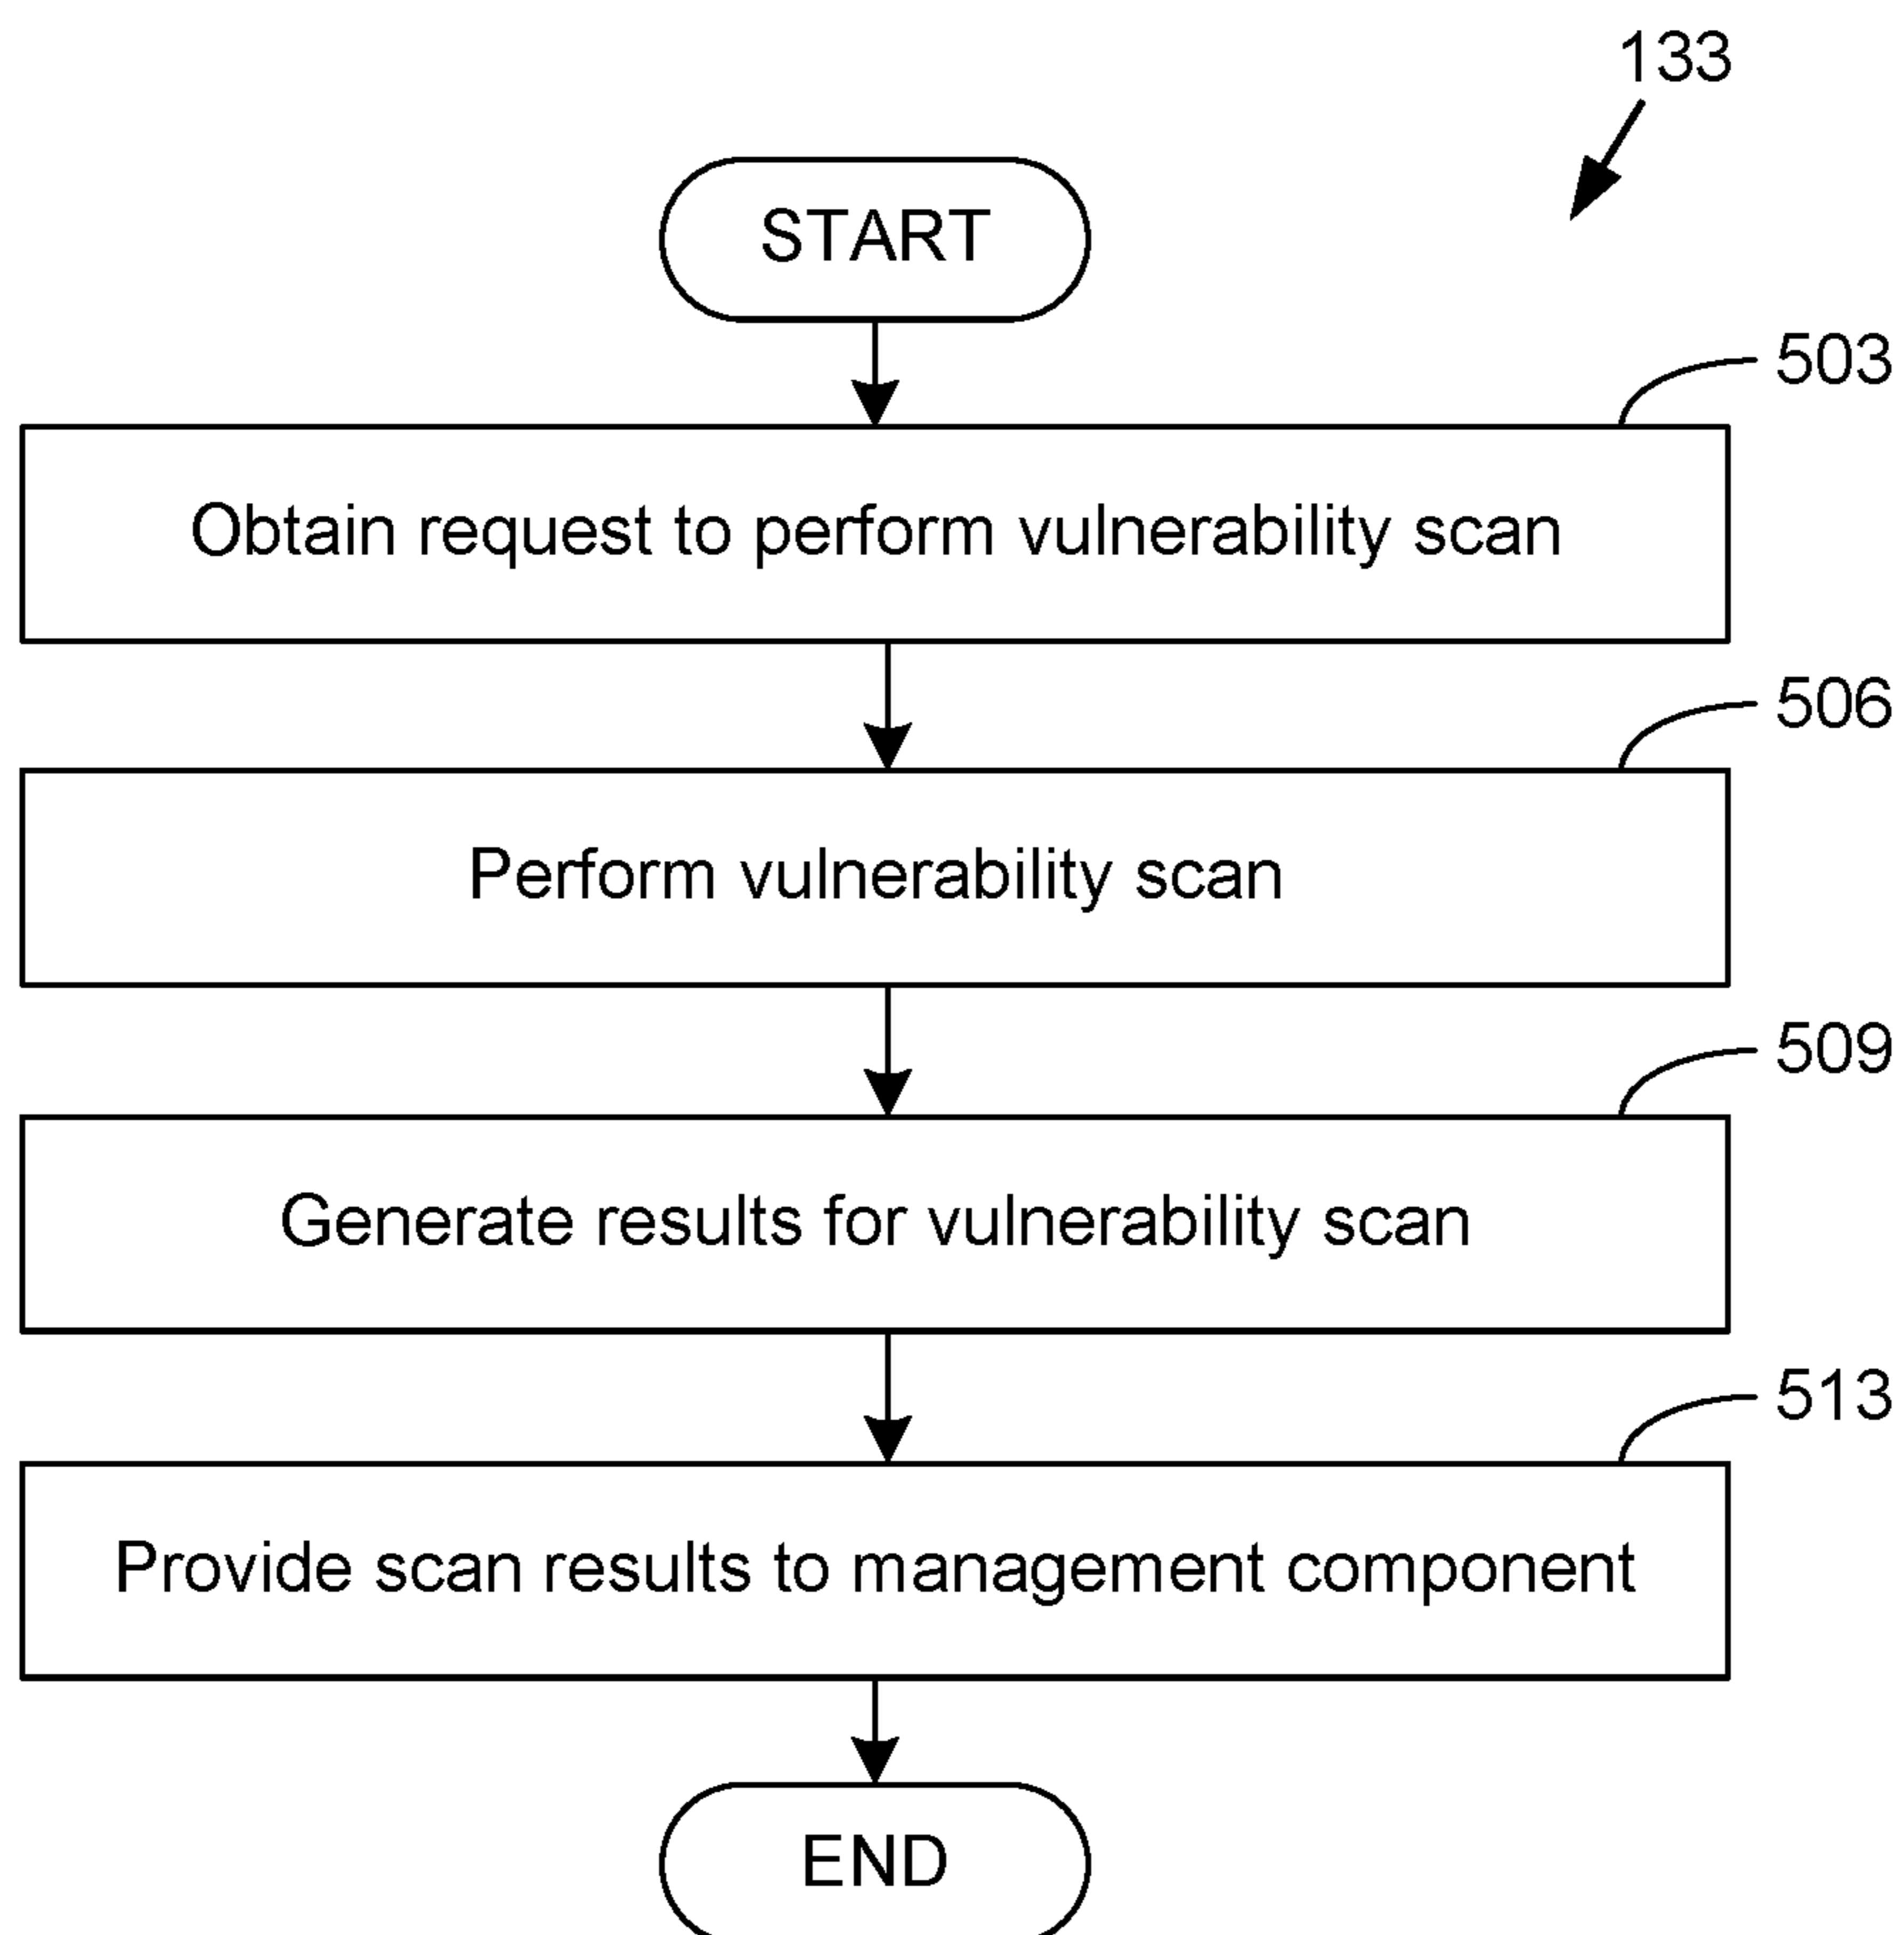 133
START
503
Obtain request to perform vulnerability scan
506
Perform vulnerability scan
509
Generate results for vulnerability scan
513
Provide scan results to management component
END